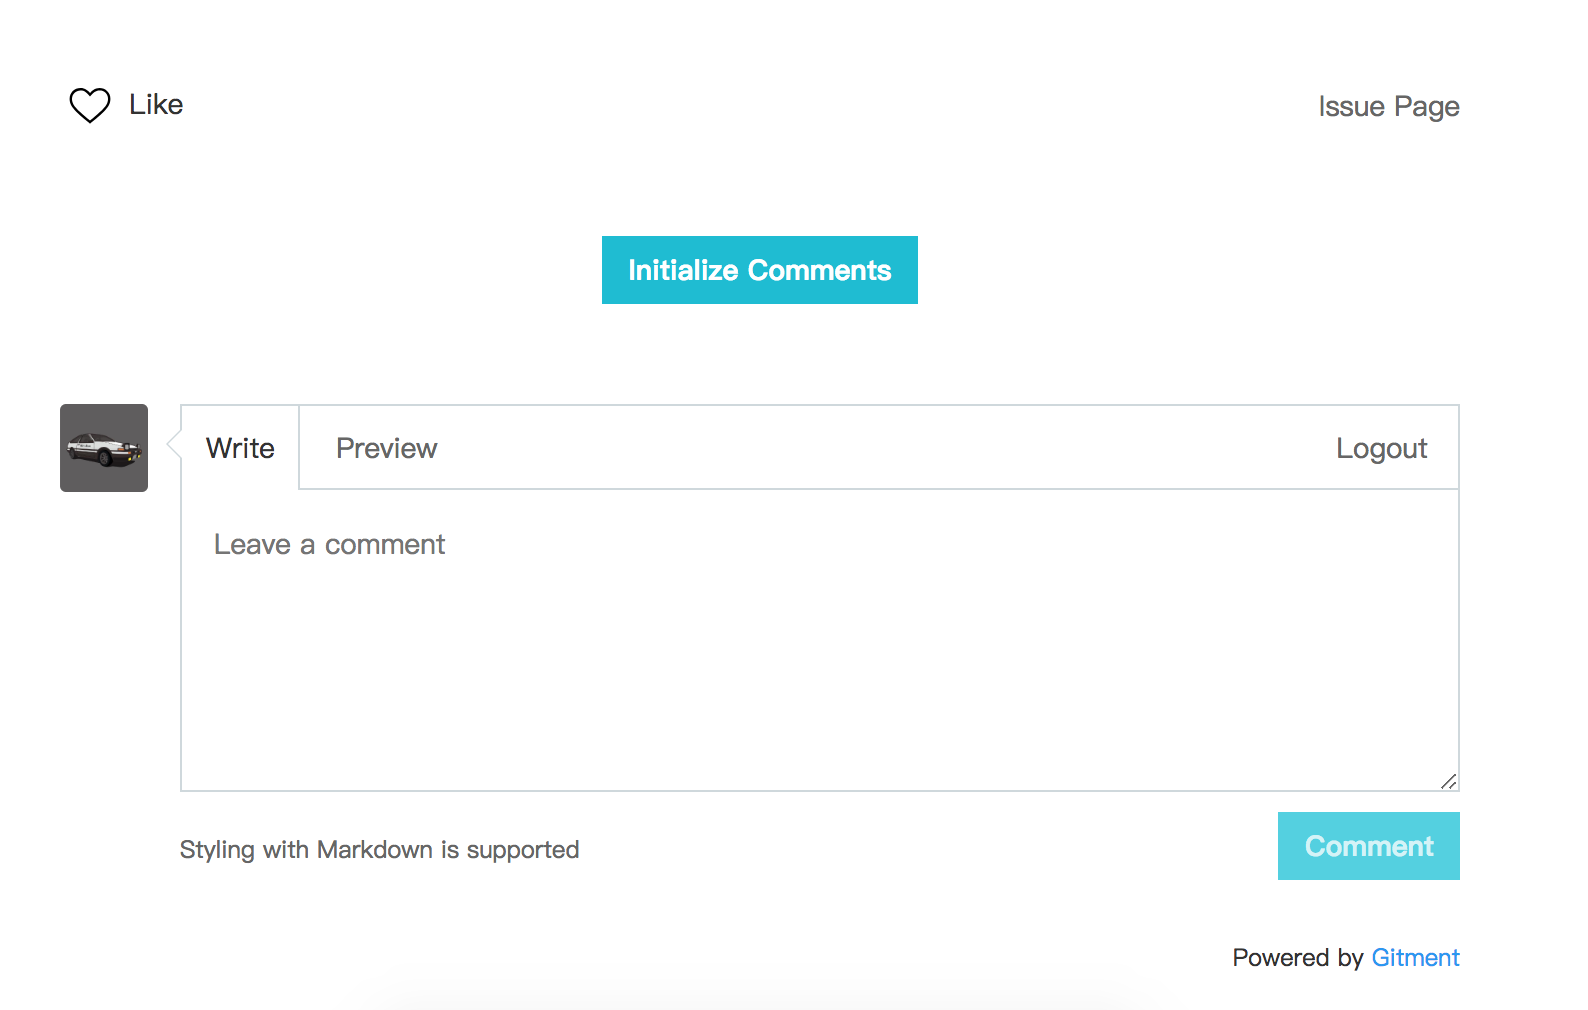 Like
Issue Page
Initialize Comments
Write
Preview
Logout
Leave a comment
Styling with Markdown is supported
Comment
Powered by Gitment